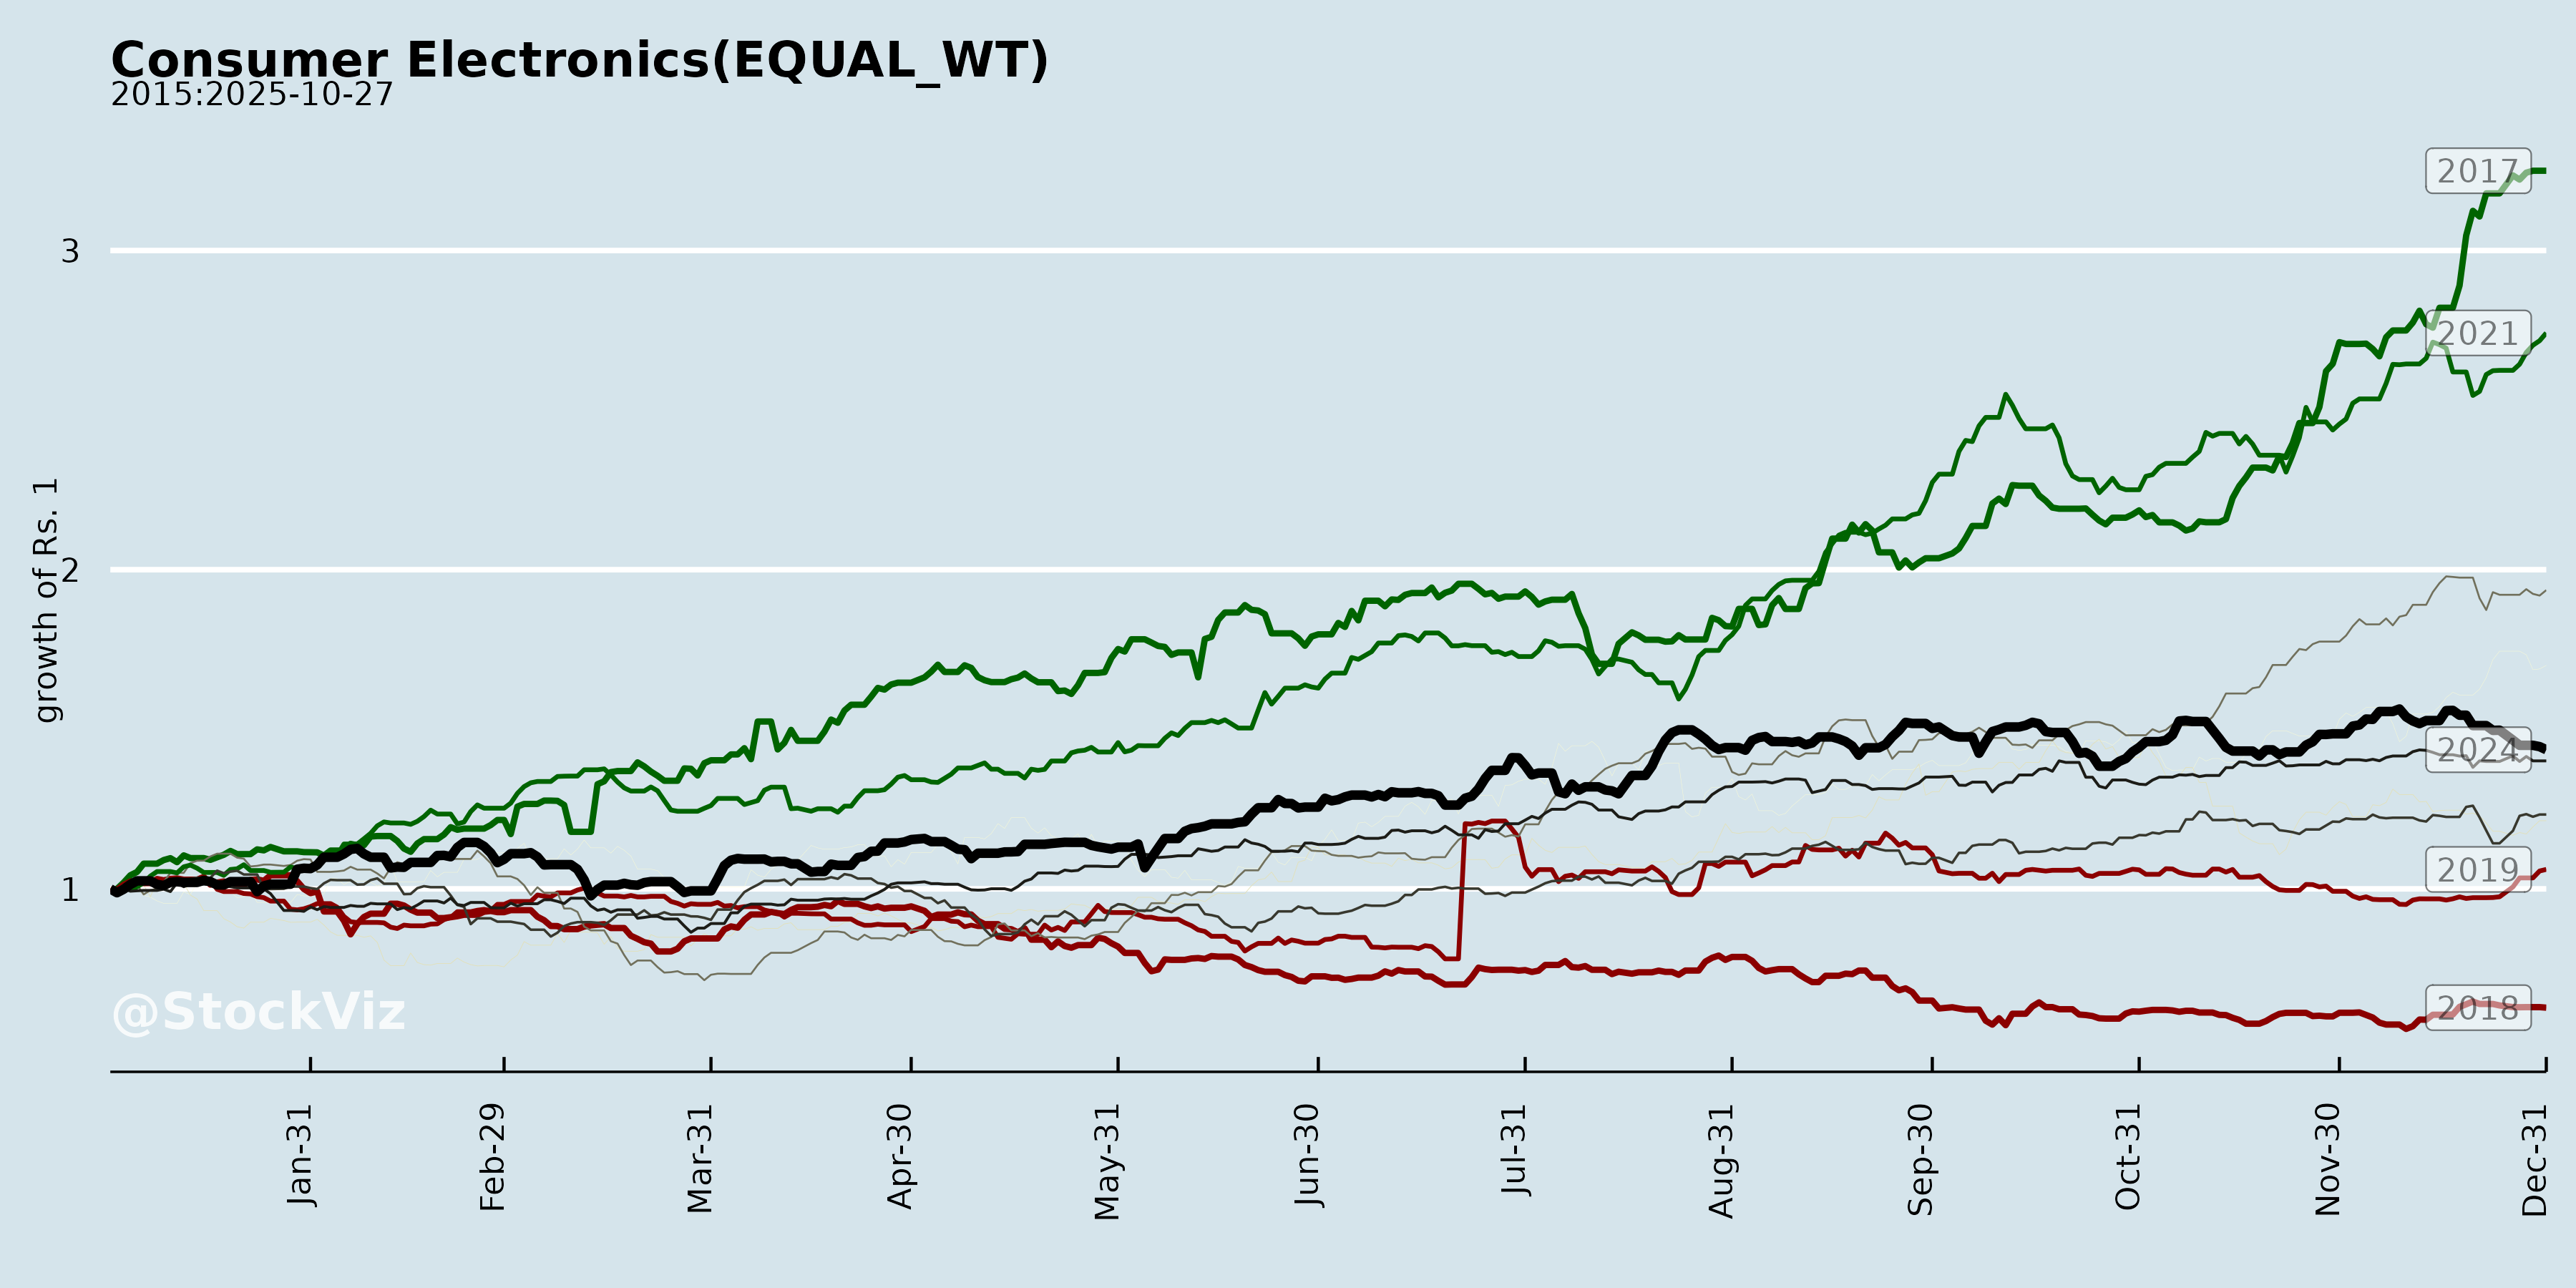 Consumer Electronics(EQUAL_WT)
2015:2025-10-27
growth of Rs. 1
3
2
1
2017
2021
2024
2019
2018
@StockViz
Jan-31
Feb-29
Mar-31
Apr-30
May-31
Jun-30
Jul-31
Aug-31
Sep-30
Oct-31
Nov-30
Dec-31